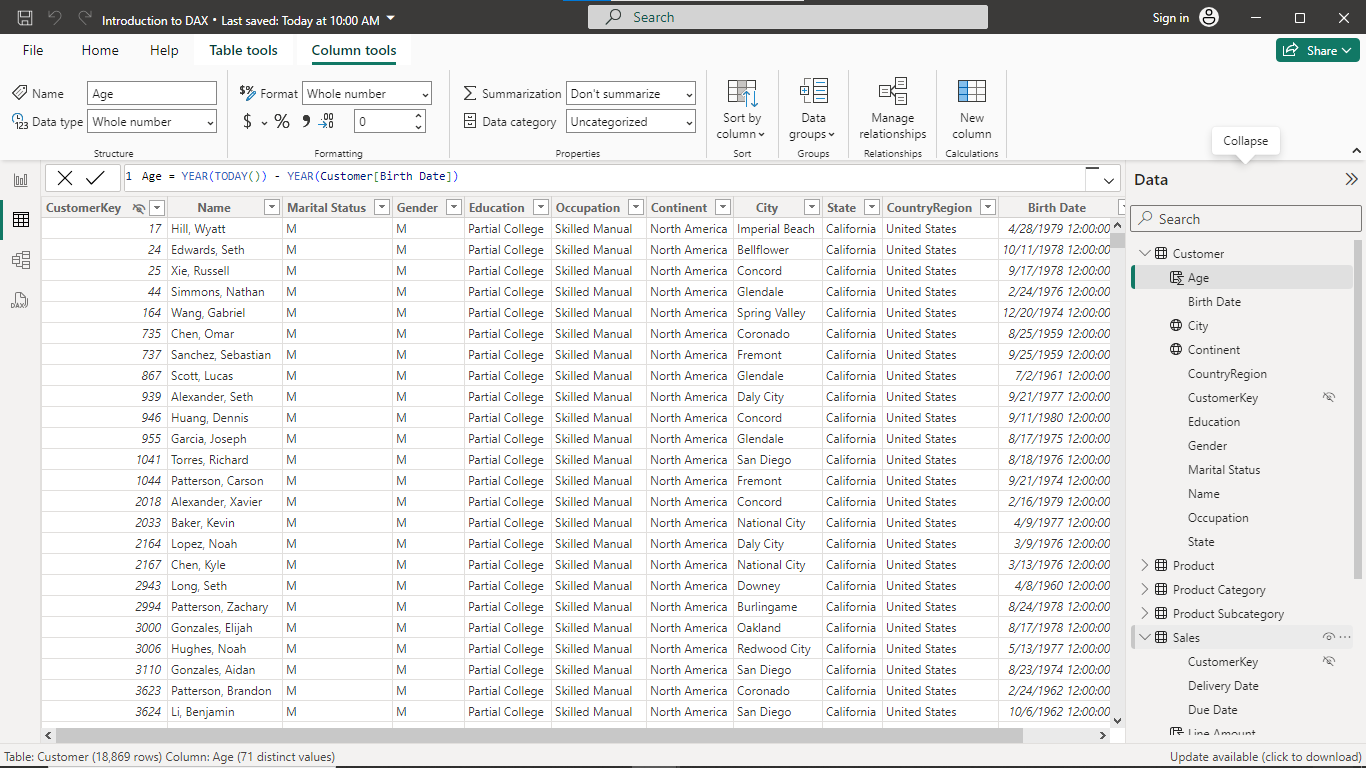 Introduction to DAX • Last saved: Today at 10:00 AM
Search
Sign in
File Home Help Table tools Column tools
Share
Name Age
Data type Whole number
Structure
$% Format Whole number
$ % 9 .00 0
Formatting
Summarization Don't summarize
Data category Uncategorized
Properties
Sort by
column
Sort
Data
groups
Groups
Manage
relationships
Relationships
New
column
Calculations
Collapse
1 Age = YEAR(TODAY()) - YEAR(Customer[Birth Date])
CustomerKey Name Marital Status Gender Education Occupation Continent City State CountryRegion Birth Date
17 Hill, Wyatt M M Partial College Skilled Manual North America Imperial Beach California United States 4/28/1979 12:00:00
24 Edwards, Seth M M Partial College Skilled Manual North America Bellflower California United States 10/11/1978 12:00:00
25 Xie, Russell M M Partial College Skilled Manual North America Concord California United States 9/17/1978 12:00:00
44 Simmons, Nathan M M Partial College Skilled Manual North America Glendale California United States 2/24/1976 12:00:00
164 Wang, Gabriel M M Partial College Skilled Manual North America Spring Valley California United States 12/20/1974 12:00:00
735 Chen, Omar M M Partial College Skilled Manual North America Coronado California United States 8/25/1959 12:00:00
737 Sanchez, Sebastian M M Partial College Skilled Manual North America Fremont California United States 9/25/1959 12:00:00
867 Scott, Lucas M M Partial College Skilled Manual North America Glendale California United States 7/2/1961 12:00:00
939 Alexander, Seth M M Partial College Skilled Manual North America Daly City California United States 9/21/1977 12:00:00
946 Huang, Dennis M M Partial College Skilled Manual North America Concord California United States 9/11/1980 12:00:00
955 Garcia, Joseph M M Partial College Skilled Manual North America Glendale California United States 8/17/1975 12:00:00
1041 Torres, Richard M M Partial College Skilled Manual North America San Diego California United States 8/18/1976 12:00:00
1044 Patterson, Carson M M Partial College Skilled Manual North America Fremont California United States 9/21/1974 12:00:00
2018 Alexander, Xavier M M Partial College Skilled Manual North America Concord California United States 2/16/1979 12:00:00
2033 Baker, Kevin M M Partial College Skilled Manual North America National City California United States 4/9/1977 12:00:00
2164 Lopez, Noah M M Partial College Skilled Manual North America Daly City California United States 3/9/1976 12:00:00
2167 Chen, Kyle M M Partial College Skilled Manual North America National City California United States 3/13/1976 12:00:00
2943 Long, Seth M M Partial College Skilled Manual North America Downey California United States 4/8/1960 12:00:00
2994 Patterson, Zachary M M Partial College Skilled Manual North America Burlingame California United States 8/24/1978 12:00:00
3000 Gonzales, Elijah M M Partial College Skilled Manual North America Oakland California United States 8/17/1978 12:00:00
3006 Hughes, Noah M M Partial College Skilled Manual North America Redwood City California United States 5/13/1977 12:00:00
3110 Gonzales, Aidan M M Partial College Skilled Manual North America San Diego California United States 8/23/1974 12:00:00
3623 Patterson, Brandon M M Partial College Skilled Manual North America Coronado California United States 2/24/1962 12:00:00
3624 Li, Benjamin M M Partial College Skilled Manual North America San Diego California United States 10/6/1962 12:00:00
Data
Search
Customer
Age
Birth Date
City
Continent
CountryRegion
CustomerKey
Education
Gender
Marital Status
Name
Occupation
State
Product
Product Category
Product Subcategory
Sales
CustomerKey
Delivery Date
Due Date
Line Amount
Table: Customer (18,869 rows) Column: Age (71 distinct values)
Update available (click to download)